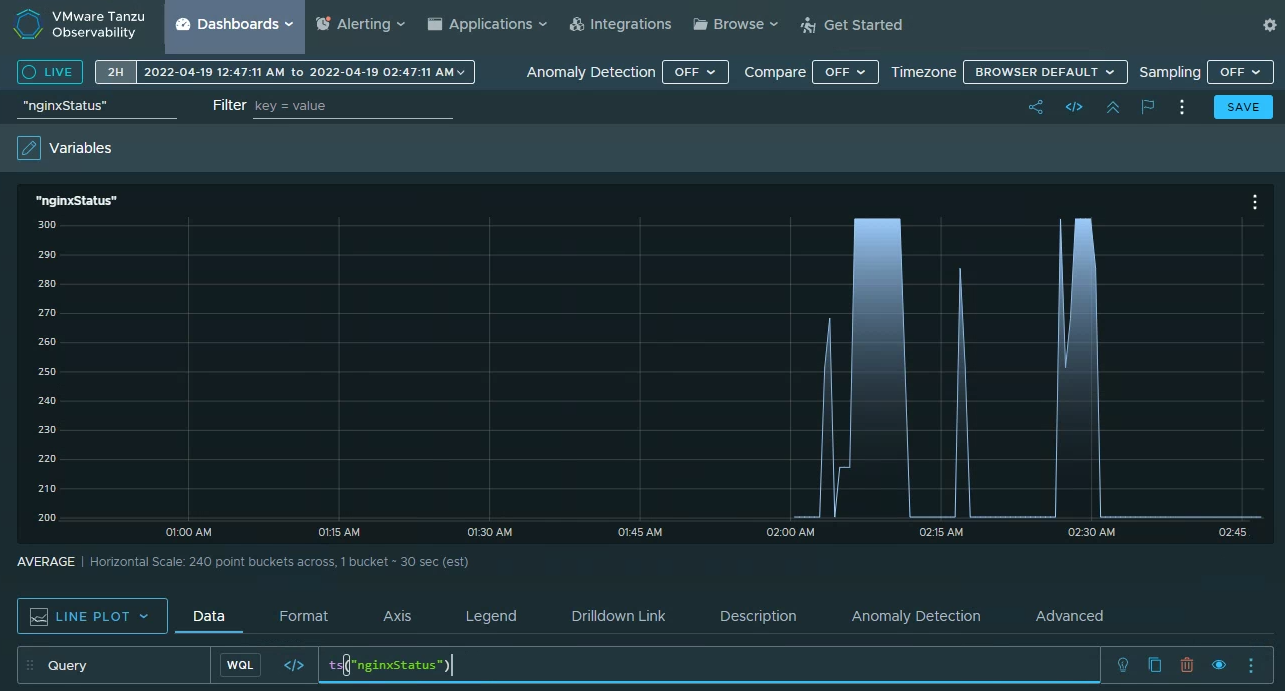 VMware Tanzu Observability
Dashboards Alerting Applications Integrations Browse Get Started
LIVE 2H 2022-04-19 12:47:11 AM to 2022-04-19 02:47:11 AM Anomaly Detection OFF Compare OFF Timezone BROWSER DEFAULT Sampling OFF
"nginxStatus" Filter key = value </> SAVE
Variables
"nginxStatus"
300
290
280
270
260
250
240
230
220
210
200
01:00 AM 01:15 AM 01:30 AM 01:45 AM 02:00 AM 02:15 AM 02:30 AM 02:45
AVERAGE | Horizontal Scale: 240 point buckets across, 1 bucket ~ 30 sec (est)
LINE PLOT Data Format Axis Legend Drilldown Link Description Anomaly Detection Advanced
Query WQL </> ts("nginxStatus")